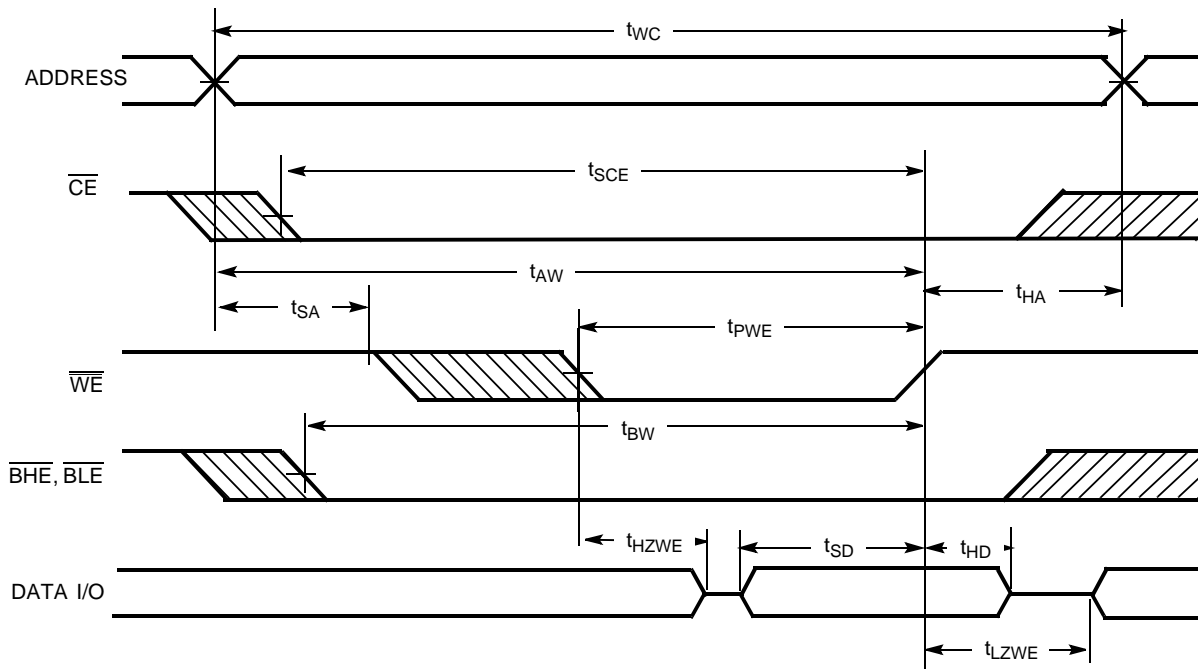 tWC
ADDRESS
tSCE
CE
tAW
tSA
tHA
tPWE
WE
tBW
BHE, BLE
tHZWE
tSD
tHD
DATA I/O
tLZWE